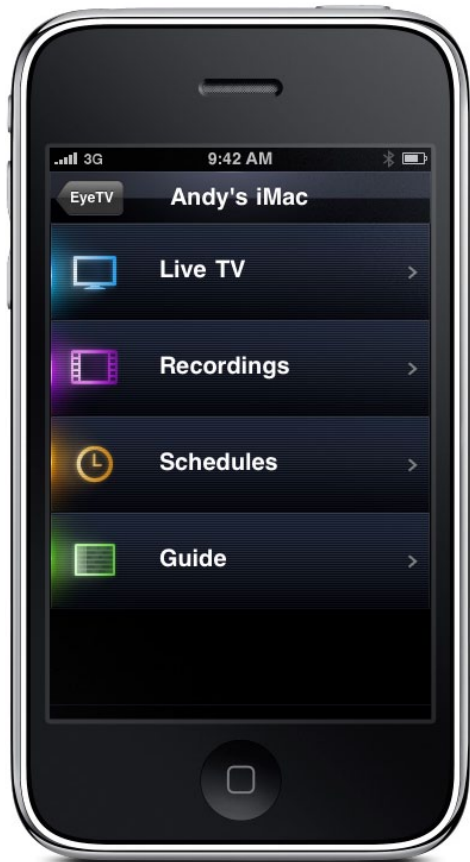 3G 9:42 AM
EyeTV Andy's iMac
Live TV
Recordings
Schedules
Guide